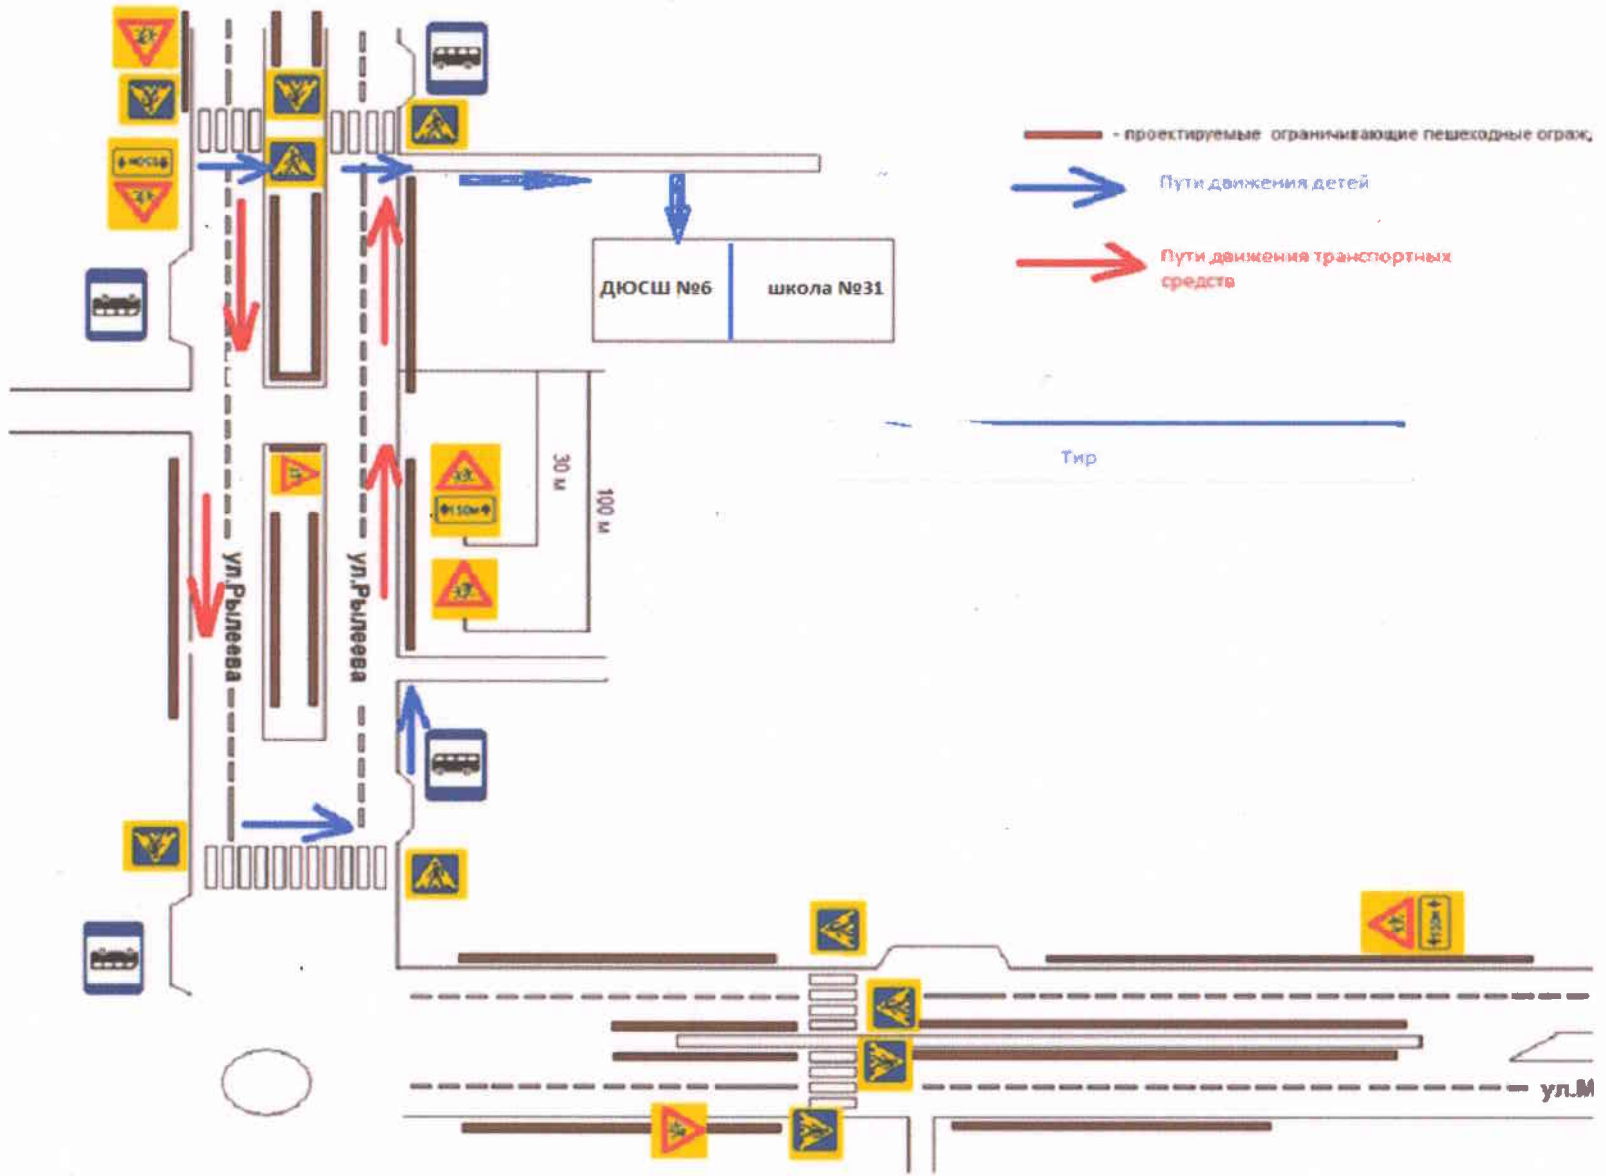 - проектируемые ограничивающие пешеходные ограж,
Пути движения детей
Пути движения транспортных
средств
ДЮСШ №6
школа №31
30 м
100 м
150м
ул.Рылеева
ул.Рылеева
Тир
150м
ул.М